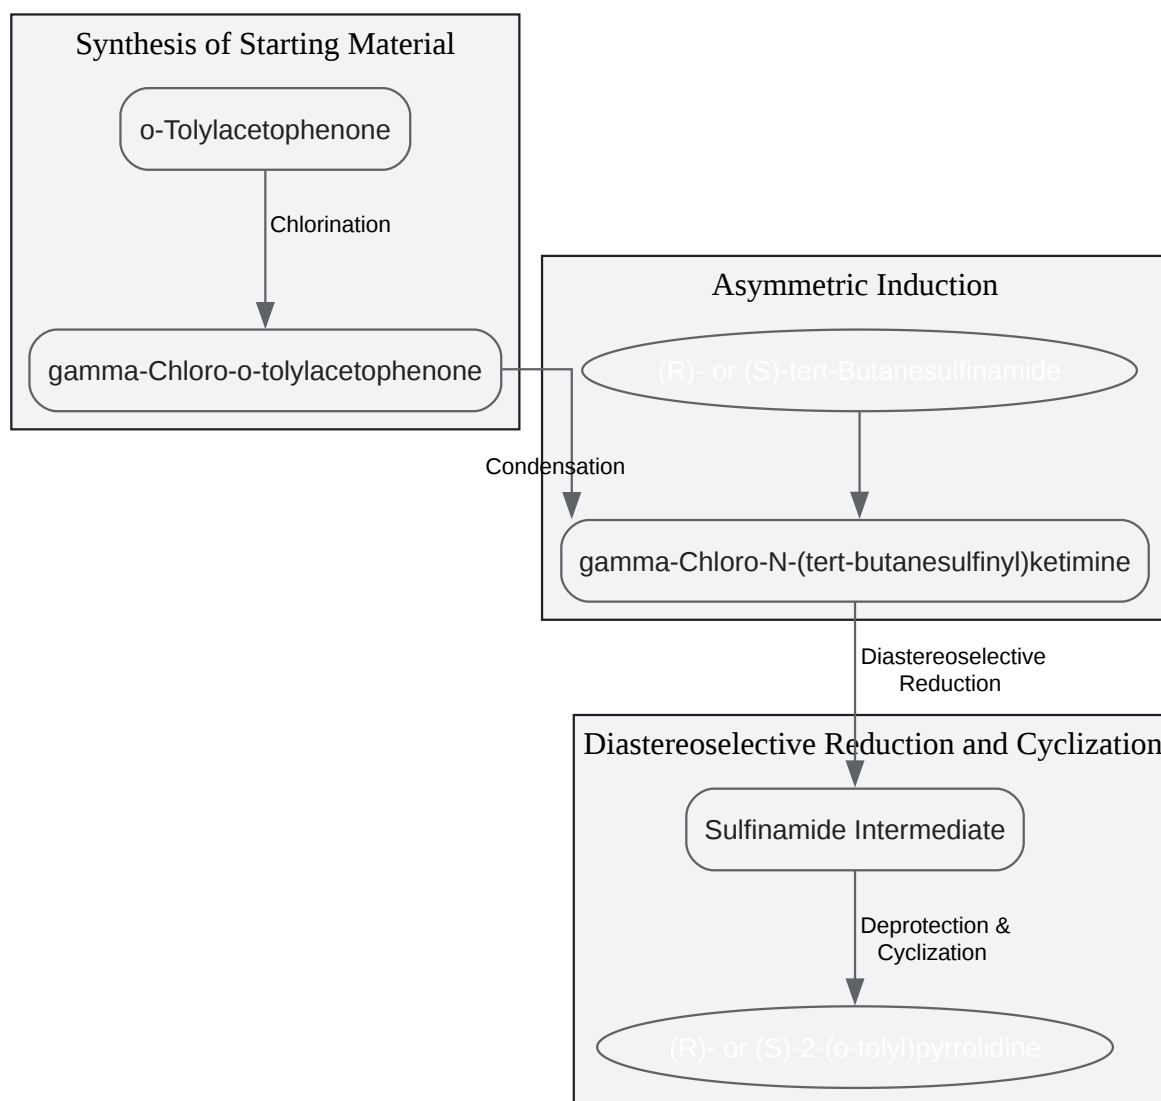 Synthesis of Starting Material
o-Tolylacetophenone
Chlorination
gamma-Chloro-o-tolylacetophenone
Asymmetric Induction
(R)- or (S)-tert-Butanesulfinamide
Condensation
gamma-Chloro-N-(tert-butanesulfinyl)ketimine
Diastereoselective
Reduction
Diastereoselective Reduction and Cyclization
Sulfinamide Intermediate
Deprotection &
Cyclization
(R)- or (S)-2-(o-tolyl)pyrrolidine